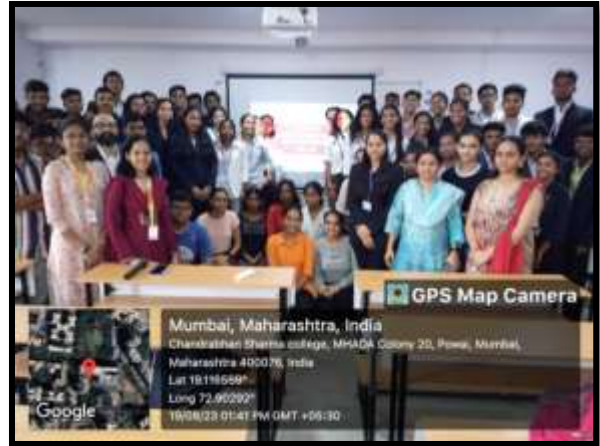 GPS Map Camera
Mumbai, Maharashtra, India
Chandrabhan Sharma college, MHADA Colony 20, Powai, Mumbai,
Maharashtra 400076, India
Lat 19.116559°
Long 72.90292°
19/08/23 01:41 PM GMT +05:30
Google